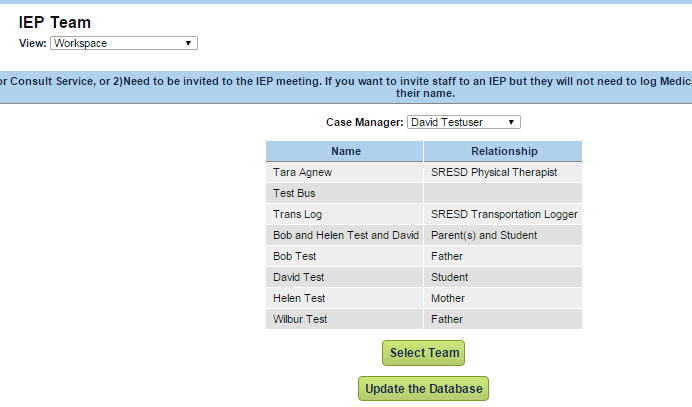 IEP Team
View: Workspace
or Consult Service, or 2)Need to be invited to the IEP meeting. If you want to invite staff to an IEP but they will not need to log Medica
their name.
Case Manager: David Testuser
Name Relationship
Tara Agnew SRESD Physical Therapist
Test Bus
Trans Log SRESD Transportation Logger
Bob and Helen Test and David Parent(s) and Student
Bob Test Father
David Test Student
Helen Test Mother
Wilbur Test Father
Select Team
Update the Database